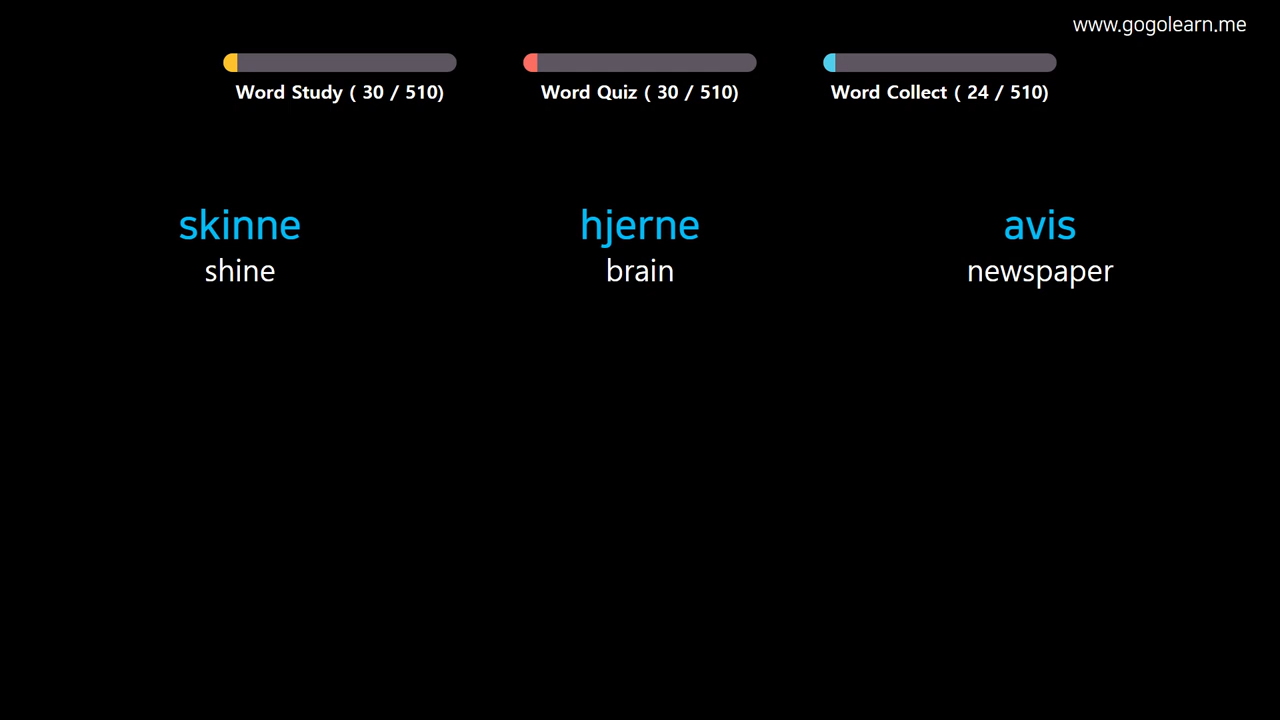 www.gogolearn.me
Word Study ( 30 / 510)
Word Quiz ( 30 / 510)
Word Collect ( 24 / 510)
skinne
shine
hjerne
brain
avis
newspaper